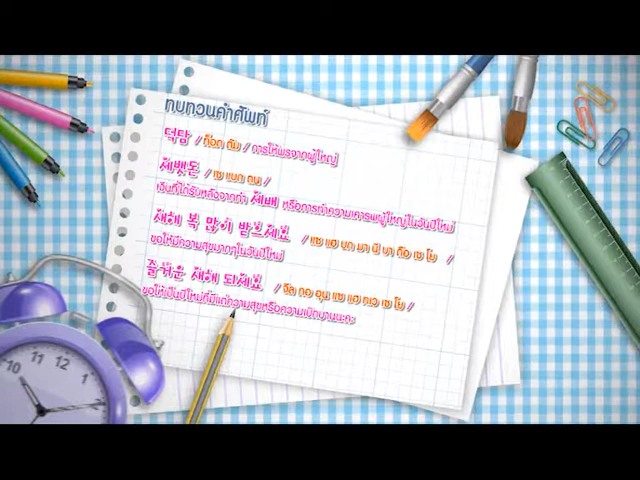 ทบทวนคำศัพท์
덕담 / ต๊อก ดัม / การให้พรจากผู้ใหญ่
세뱃돈 / เซ แบท ตน /
เงินที่ได้รับหลังจากทำ 세배 หรือการทำความเคารพผู้ใหญ่ในวันปีใหม่
새해 복 많이 받으세요 / แซ แฮ บุก มา นี บา ดือ เซ โย /
ขอให้มีความสุขมากๆในวันปีใหม่
즐거운 새해 되세요 / จึล กอ อุน แซ แฮ ทเว เซ โย /
ขอให้เป็นปีใหม่ที่มีแต่ความสุขหรือความเบิกบานนะคะ
10 11 12 1 2